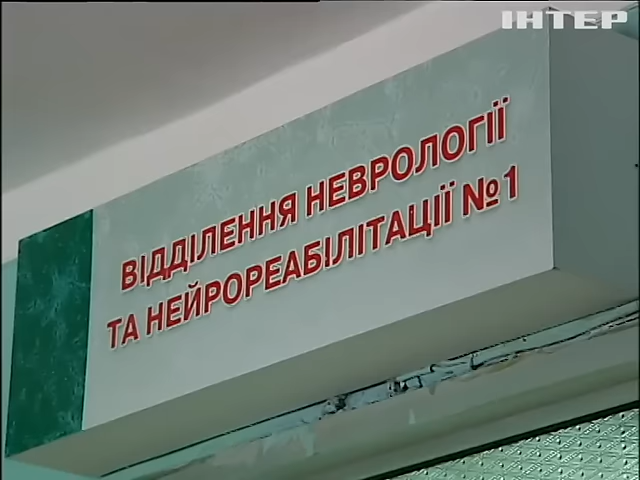 ІНТЕР
ВІДДІЛЕННЯ НЕВРОЛОГІЇ
ТА НЕЙРОРЕАБІЛІТАЦІЇ №1